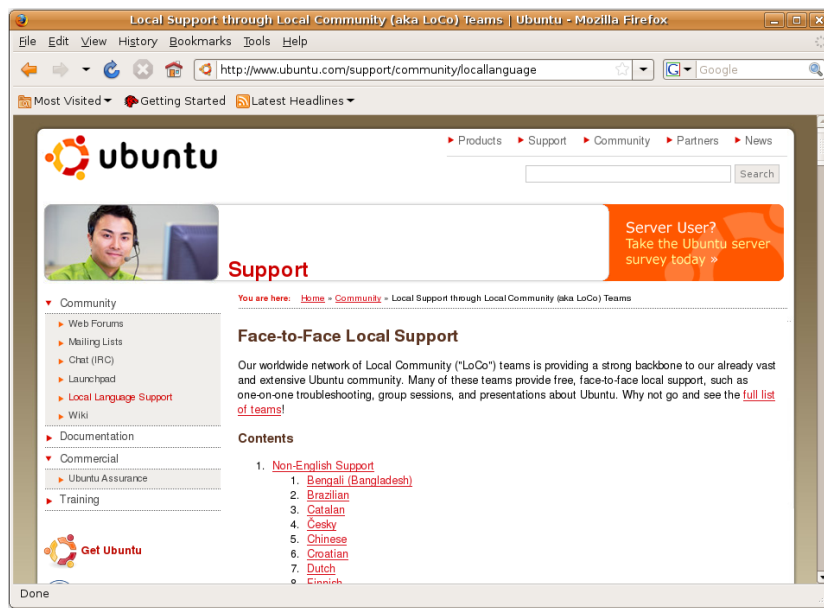 Local Support through Local Community (aka LoCo) Teams | Ubuntu - Mozilla Firefox
File Edit View History Bookmarks Tools Help
http://www.ubuntu.com/support/community/locallanguage
G Google
Most Visited Getting Started Latest Headlines
ubuntu
Products Support Community Partners News
Search
Support
Server User?
Take the Ubuntu server
survey today »
Community
Web Forums
Mailing Lists
Chat (IRC)
Launchpad
Local Language Support
Wiki
Documentation
Commercial
Ubuntu Assurance
Training
Get Ubuntu
You are here: Home » Community » Local Support through Local Community (aka LoCo) Teams
Face-to-Face Local Support
Our worldwide network of Local Community ("LoCo") teams is providing a strong backbone to our already vast
and extensive Ubuntu community. Many of these teams provide free, face-to-face local support, such as
one-on-one troubleshooting, group sessions, and presentations about Ubuntu. Why not go and see the full list
of teams!
Contents
1. Non-English Support
1. Bengali (Bangladesh)
2. Brazilian
3. Catalan
4. Česky
5. Chinese
6. Croatian
7. Dutch
8. Finnish
Done